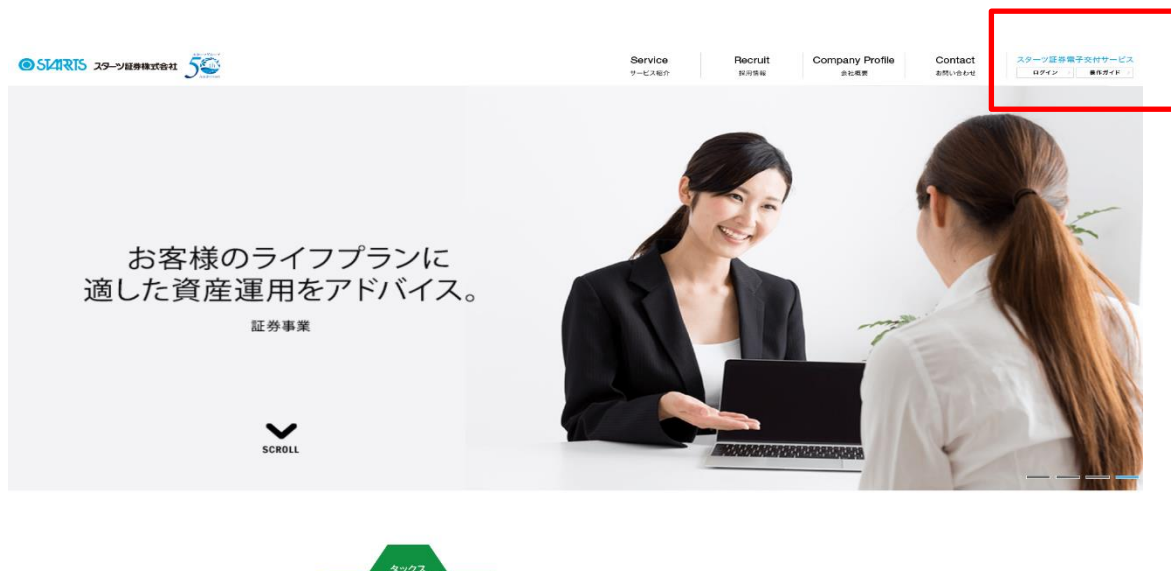 STARTS スターツ証券株式会社 50th
Service
サービス紹介
Recruit
採用情報
Company Profile
会社概要
Contact
お問い合わせ
スターツ証券電子交付サービス
ログイン
操作ガイド
お客様のライフプランに
適した資産運用をアドバイス。
証券事業
SCROLL
タックス